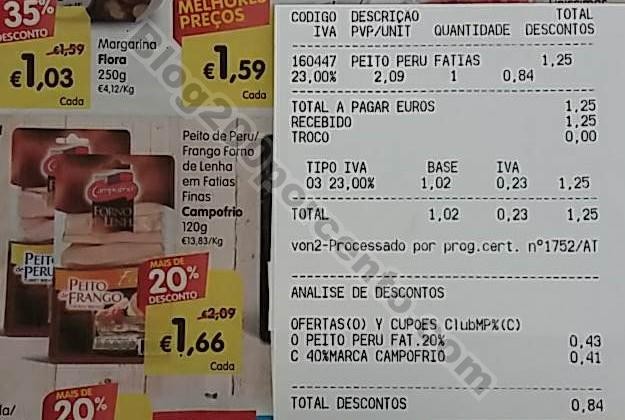 35%
DESCONTO
€1,59
€1,03
Cada
Margarina
Flora
250g
€4,12/Kg
MELHORES
PREÇOS
€1,59
Cada
Peito de Peru/
Frango Forno
de Lenha
em Fatias
Finas
Campofrio
120g
€13,83/Kg
Campofrio
FORNO
de LENHA
PEITO
de PERU
PEITO
de FRANGO
MAIS DE
20%
DESCONTO
€2,09
€1,66
Cada
MAIS DE
20%
CODIGO DESCRIÇÃO TOTAL
IVA PVP/UNIT QUANTIDADE DESCONTOS
160447 PEITO PERU FATIAS 1,25
23,00% 2,09 1 0,84
TOTAL A PAGAR EUROS 1,25
RECEBIDO 1,25
TROCO 0,00
TIPO IVA BASE IVA
03 23,00% 1,02 0,23 1,25
TOTAL 1,02 0,23 1,25
von2-Processado por prog.cert. nº1752/AT
ANALISE DE DESCONTOS
OFERTAS(O) Y CUPOES ClubMP%(C)
O PEITO PERU FAT.20% 0,43
C 40%MARCA CAMPOFRIO 0,41
TOTAL DESCONTOS 0,84
blog200porcento.com